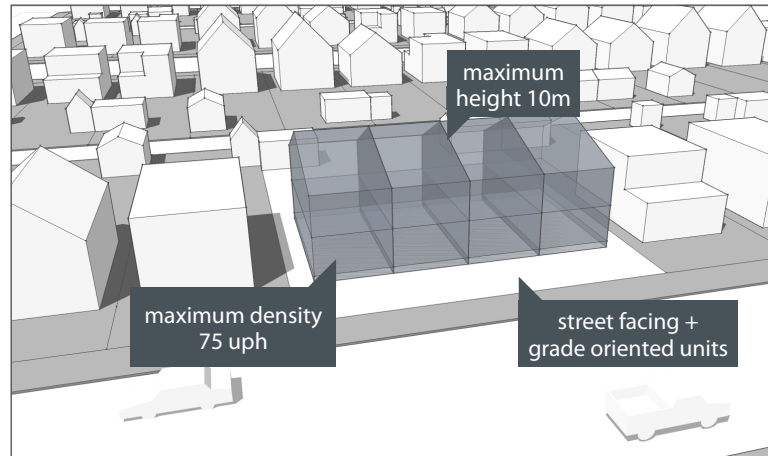 maximum
height 10m
maximum density
75 uph
street facing +
grade oriented units